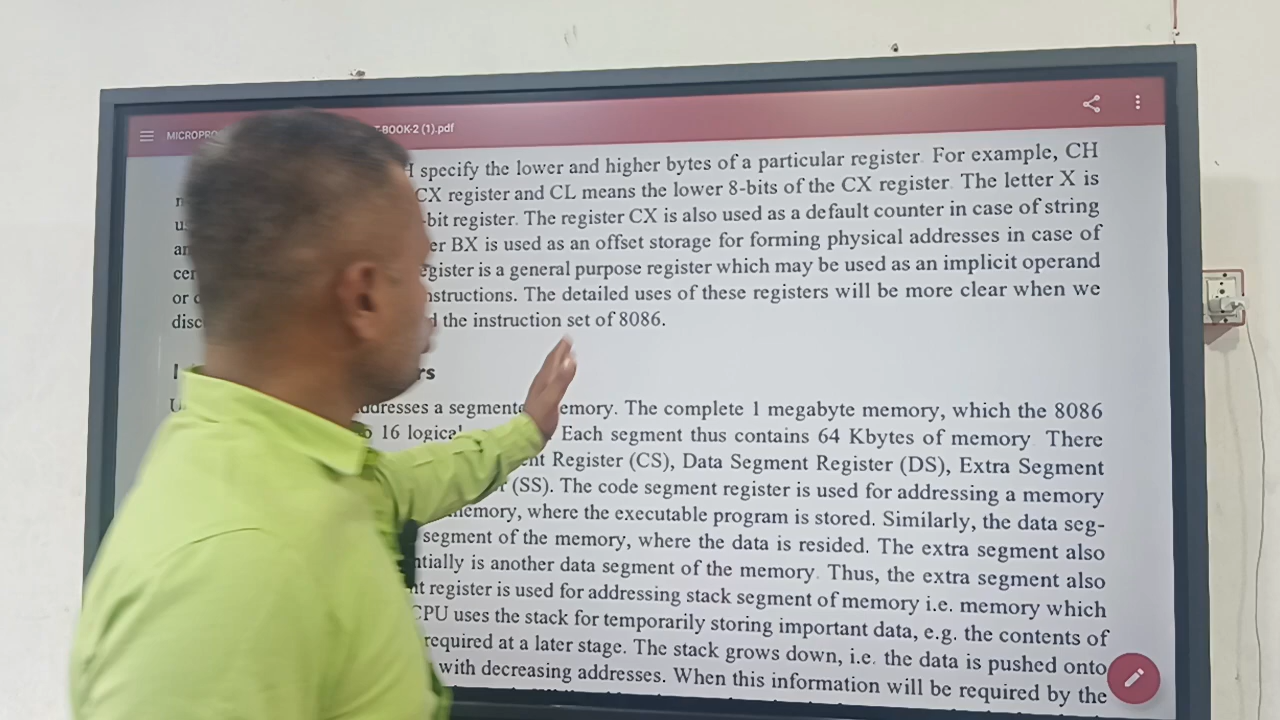 MICROPRO -BOOK-2 (1).pdf
H specify the lower and higher bytes of a particular register. For example, CH
CX register and CL means the lower 8-bits of the CX register. The letter X is
-bit register. The register CX is also used as a default counter in case of string
er BX is used as an offset storage for forming physical addresses in case of
cer egister is a general purpose register which may be used as an implicit operand
or nstructions. The detailed uses of these registers will be more clear when we
disc d the instruction set of 8086.
rs
U addresses a segmente emory. The complete 1 megabyte memory, which the 8086
o 16 logical Each segment thus contains 64 Kbytes of memory. There
ent Register (CS), Data Segment Register (DS), Extra Segment
r (SS). The code segment register is used for addressing a memory
memory, where the executable program is stored. Similarly, the data seg-
segment of the memory, where the data is resided. The extra segment also
ntially is another data segment of the memory. Thus, the extra segment also
nt register is used for addressing stack segment of memory i.e. memory which
CPU uses the stack for temporarily storing important data, e.g. the contents of
required at a later stage. The stack grows down, i.e. the data is pushed onto
with decreasing addresses. When this information will be required by the